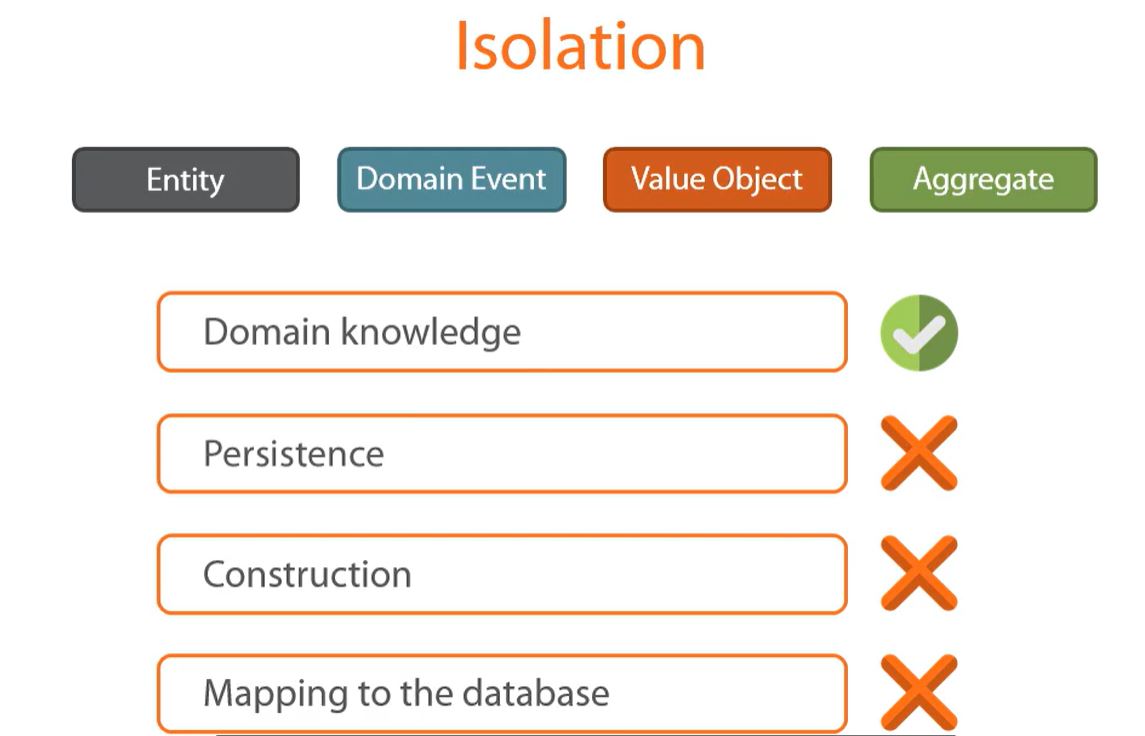 Isolation
Entity
Domain Event
Value Object
Aggregate
Domain knowledge
Persistence
Construction
Mapping to the database